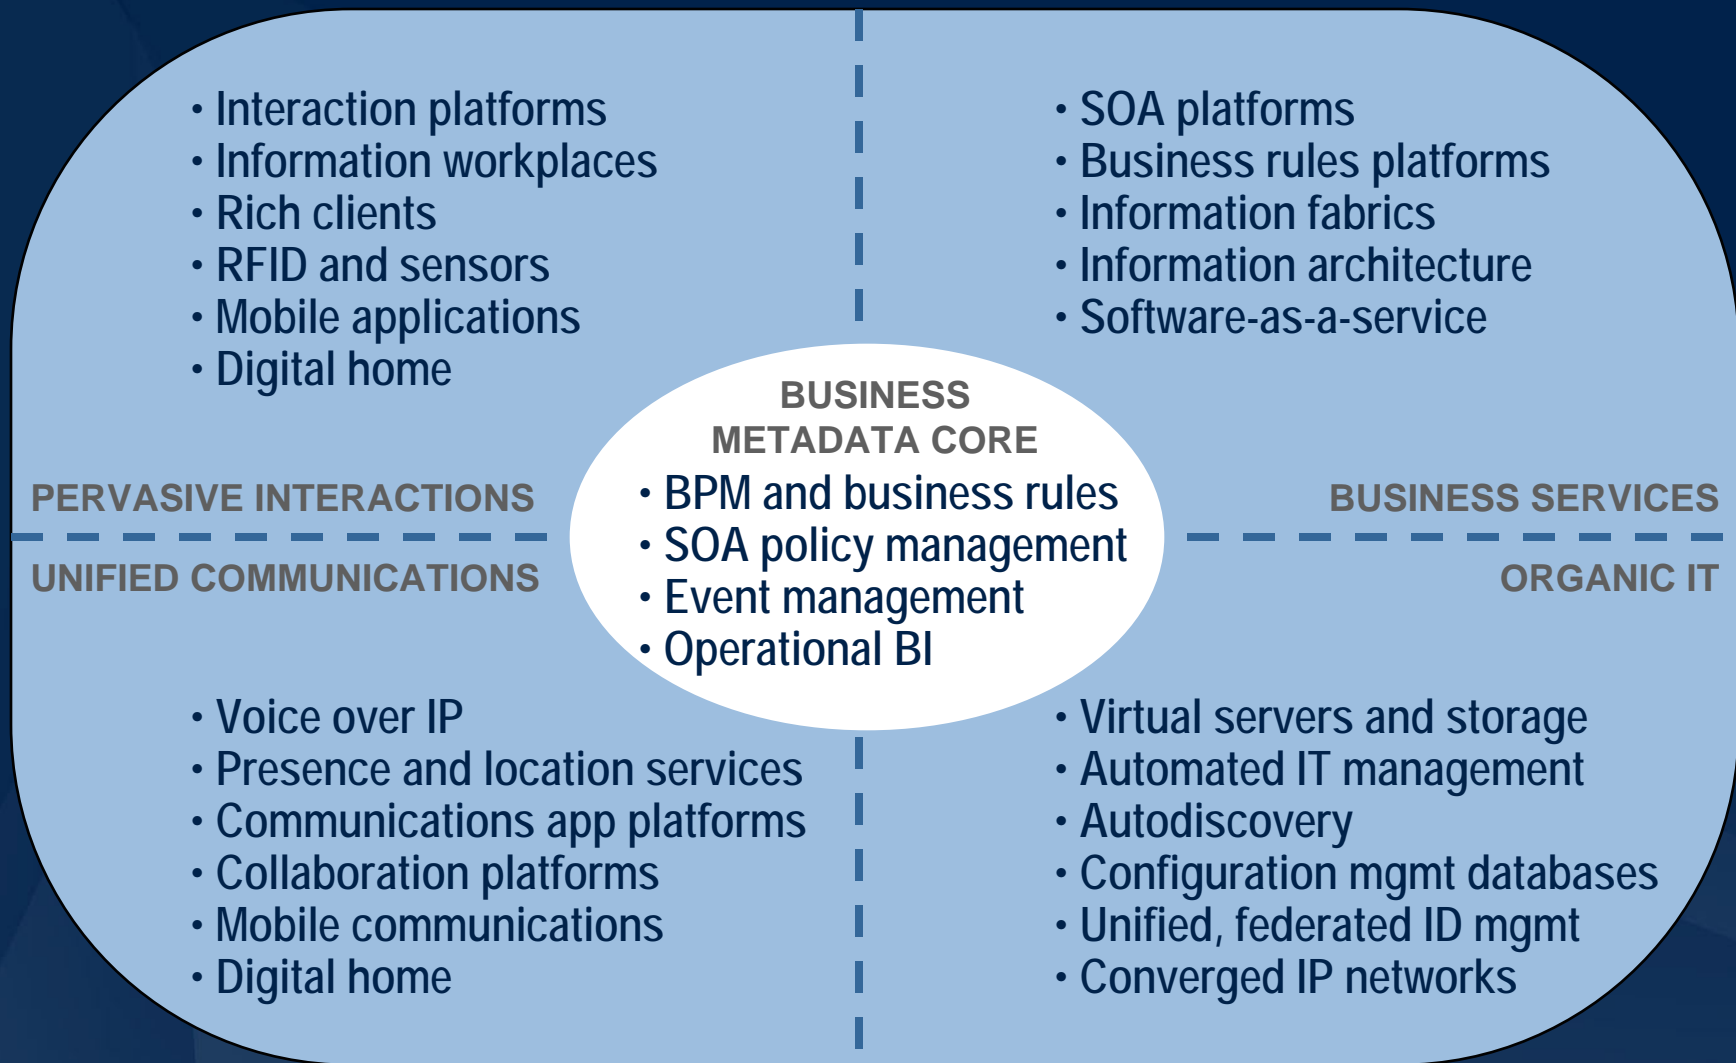 • Interaction platforms
• Information workplaces
• Rich clients
• RFID and sensors
• Mobile applications
• Digital home
PERVASIVE INTERACTIONS
• SOA platforms
• Business rules platforms
• Information fabrics
• Information architecture
• Software-as-a-service
BUSINESS SERVICES
BUSINESS
METADATA CORE
• BPM and business rules
• SOA policy management
• Event management
• Operational BI
UNIFIED COMMUNICATIONS
• Voice over IP
• Presence and location services
• Communications app platforms
• Collaboration platforms
• Mobile communications
• Digital home
ORGANIC IT
• Virtual servers and storage
• Automated IT management
• Autodiscovery
• Configuration mgmt databases
• Unified, federated ID mgmt
• Converged IP networks